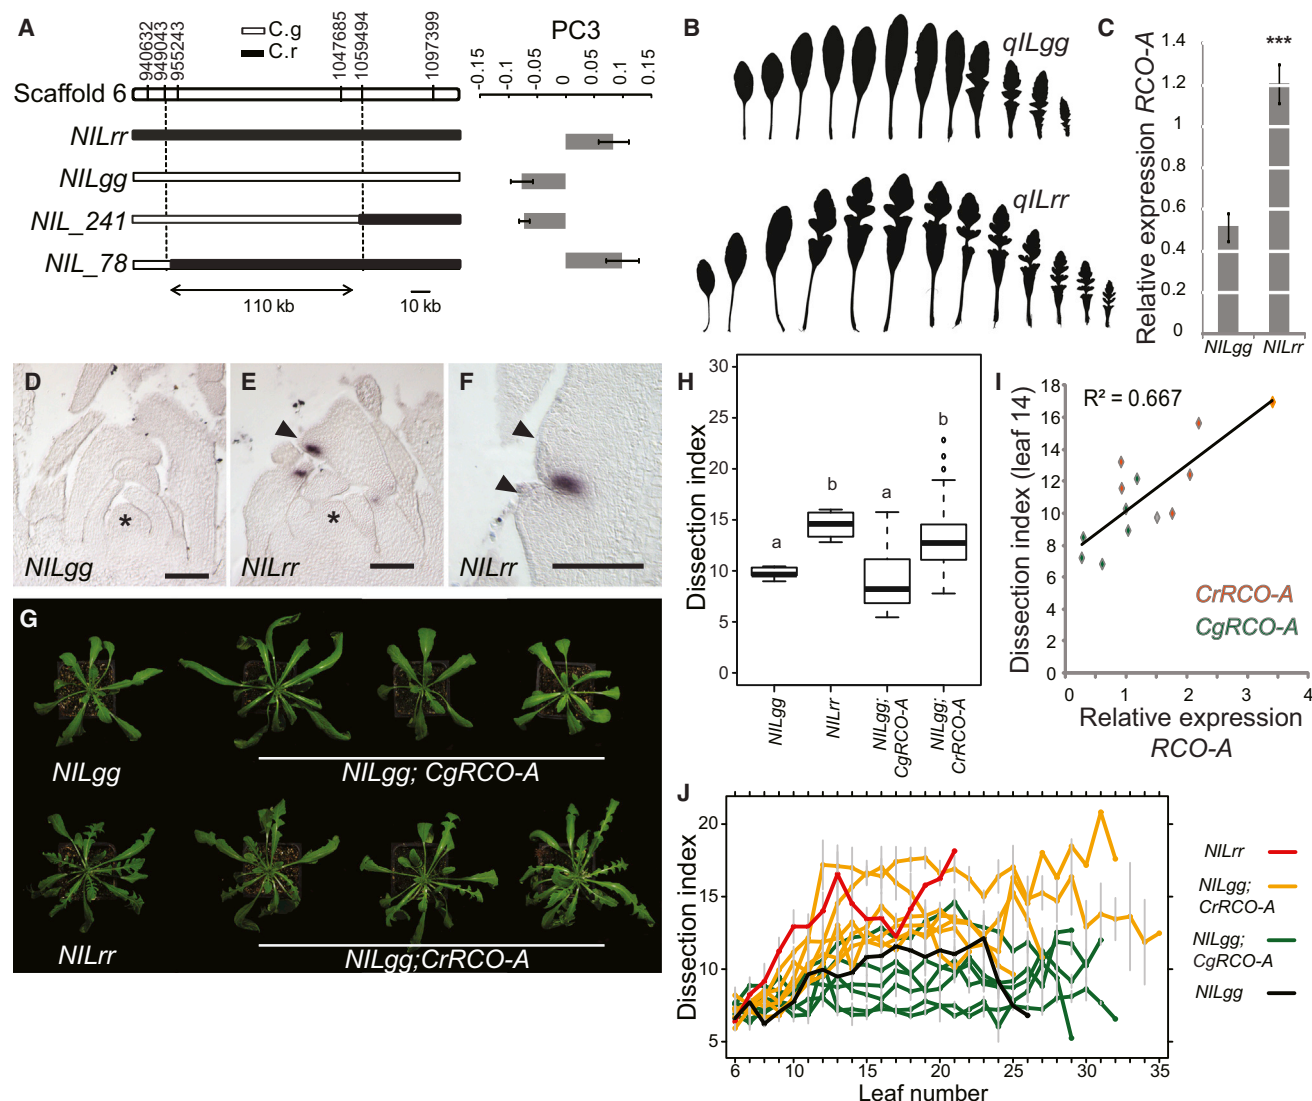 A
940632
949043
955243
1047685
1059494
1097399
C.g
C.r
PC3
-0.15
-0.1
-0.05
0
0.05
0.1
0.15
Scaffold 6
NILrr
NILgg
NIL_241
NIL_78
110 kb
10 kb
B
qILgg
qILrr
C
Relative expression RCO-A
1.4
1.2
1
0.8
0.6
0.4
0.2
0
***
NILgg
NILrr
D
*
NILgg
E
*
NILrr
F
NILrr
G
NILgg
NILgg; CgRCO-A
NILrr
NILgg;CrRCO-A
H
Dissection index
30
25
20
15
10
5
0
a
b
a
b
NILgg
NILrr
NILgg;
CgRCO-A
NILgg;
CrRCO-A
I
Dissection index (leaf 14)
18
16
14
12
10
8
6
4
2
0
R² = 0.667
CrRCO-A
CgRCO-A
0
1
2
3
4
Relative expression
RCO-A
J
Dissection index
20
15
10
5
6
10
15
20
25
30
35
Leaf number
NILrr
NILgg;
CrRCO-A
NILgg;
CgRCO-A
NILgg